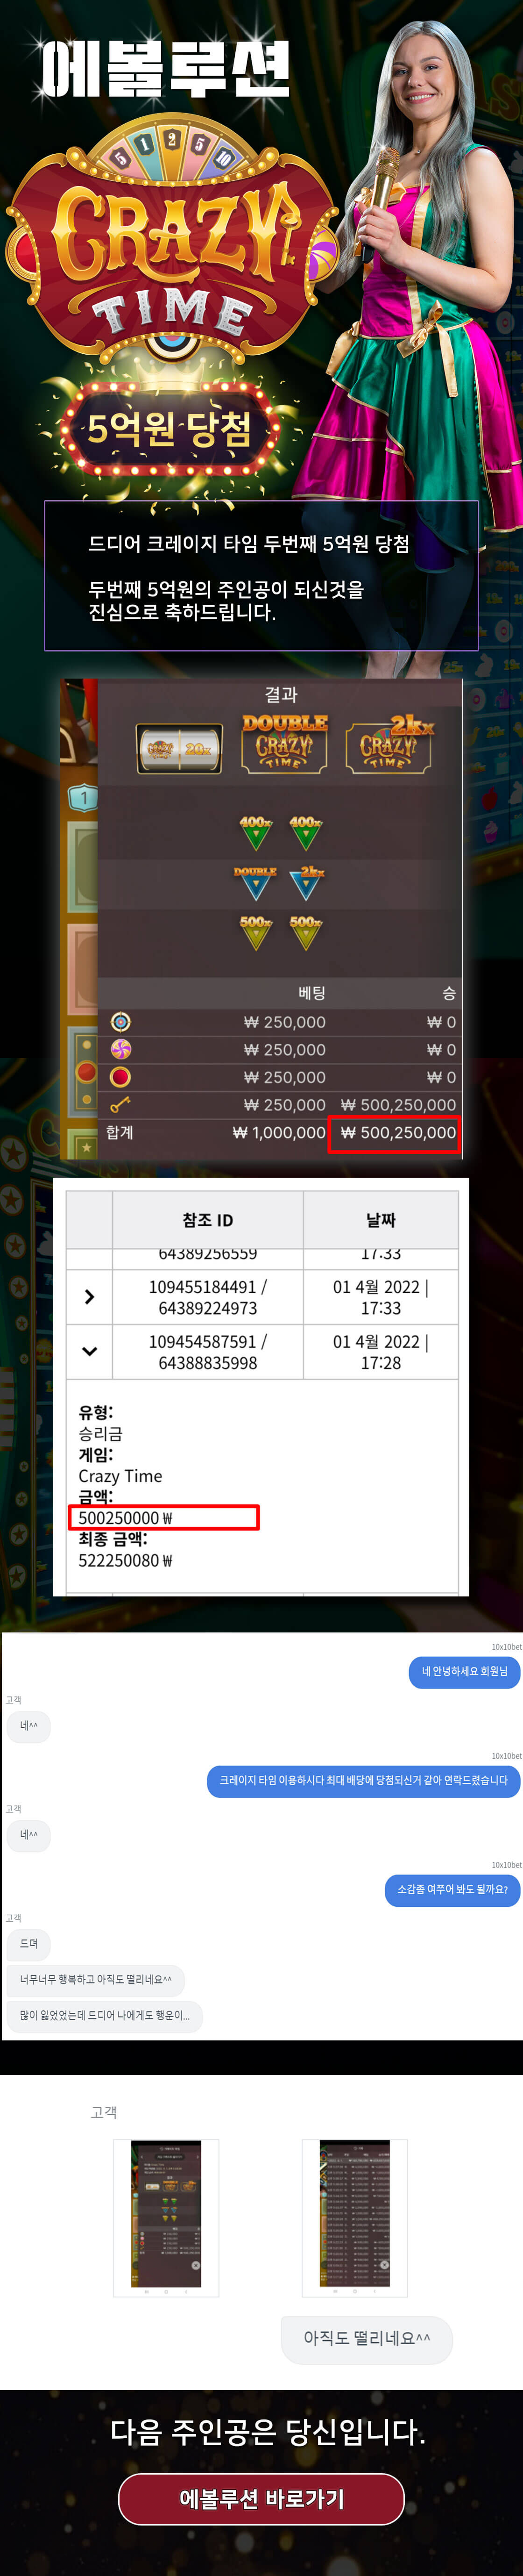 에볼루션
5 1 2 5 10
CRAZY
TIME
5억원 당첨
드디어 크레이지 타임 두번째 5억원 당첨
두번째 5억원의 주인공이 되신것을
진심으로 축하드립니다.
결과
CRAZY TIME 20x
DOUBLE CRAZY TIME
2kx CRAZY TIME
1
400x 400x
DOUBLE 2kx
500x 500x
베팅 승
₩ 250,000 ₩ 0
₩ 250,000 ₩ 0
₩ 250,000 ₩ 0
₩ 250,000 ₩ 500,250,000
합계 ₩ 1,000,000 ₩ 500,250,000
참조 ID 날짜
64389256559 17:33
109455184491 / 01 4월 2022 |
64389224973 17:33
109454587591 / 01 4월 2022 |
64388835998 17:28
유형:
승리금
게임:
Crazy Time
금액:
500250000 ₩
최종 금액:
522250080 ₩
10x10bet
네 안녕하세요 회원님
고객
네^^
10x10bet
크레이지 타임 이용하시다 최대 배당에 당첨되신거 같아 연락드렸습니다
고객
네^^
10x10bet
소감좀 여쭈어 봐도 될까요?
고객
드뎌
너무너무 행복하고 아직도 떨리네요^^
많이 잃었었는데 드디어 나에게도 행운이...
고객
아직도 떨리네요^^
다음 주인공은 당신입니다.
에볼루션 바로가기